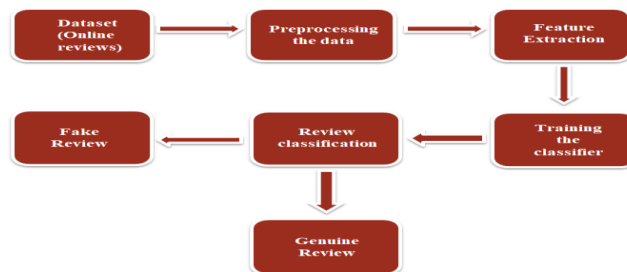 Dataset
(Online
reviews)
Preprocessing
the data
Feature
Extraction
Fake
Review
Review
classification
Training
the
classifier
Genuine
Review